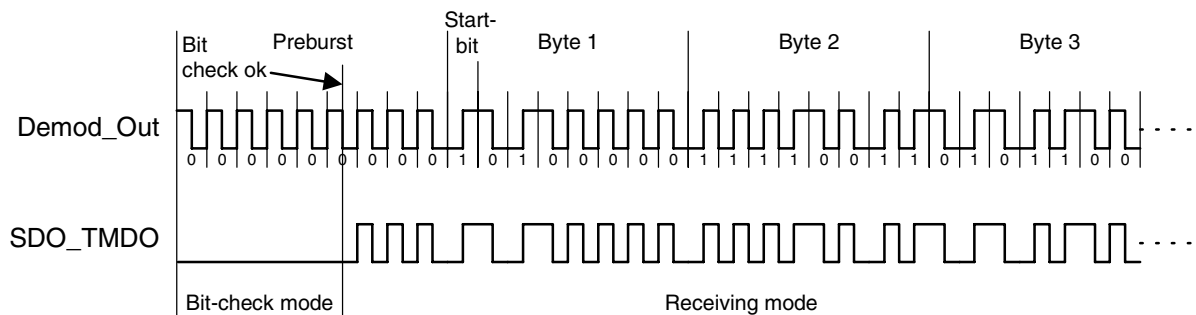 Start-
bit
Bit
check ok
Preburst
Byte 1
Byte 2
Byte 3
Demod_Out
0 0 0 0 0 0 0 0 0 1 0 1 0 0 0 0 0 1 1 1 1 0 0 1 1 0 1 0 1 1 0 0
SDO_TMDO
Bit-check mode
Receiving mode